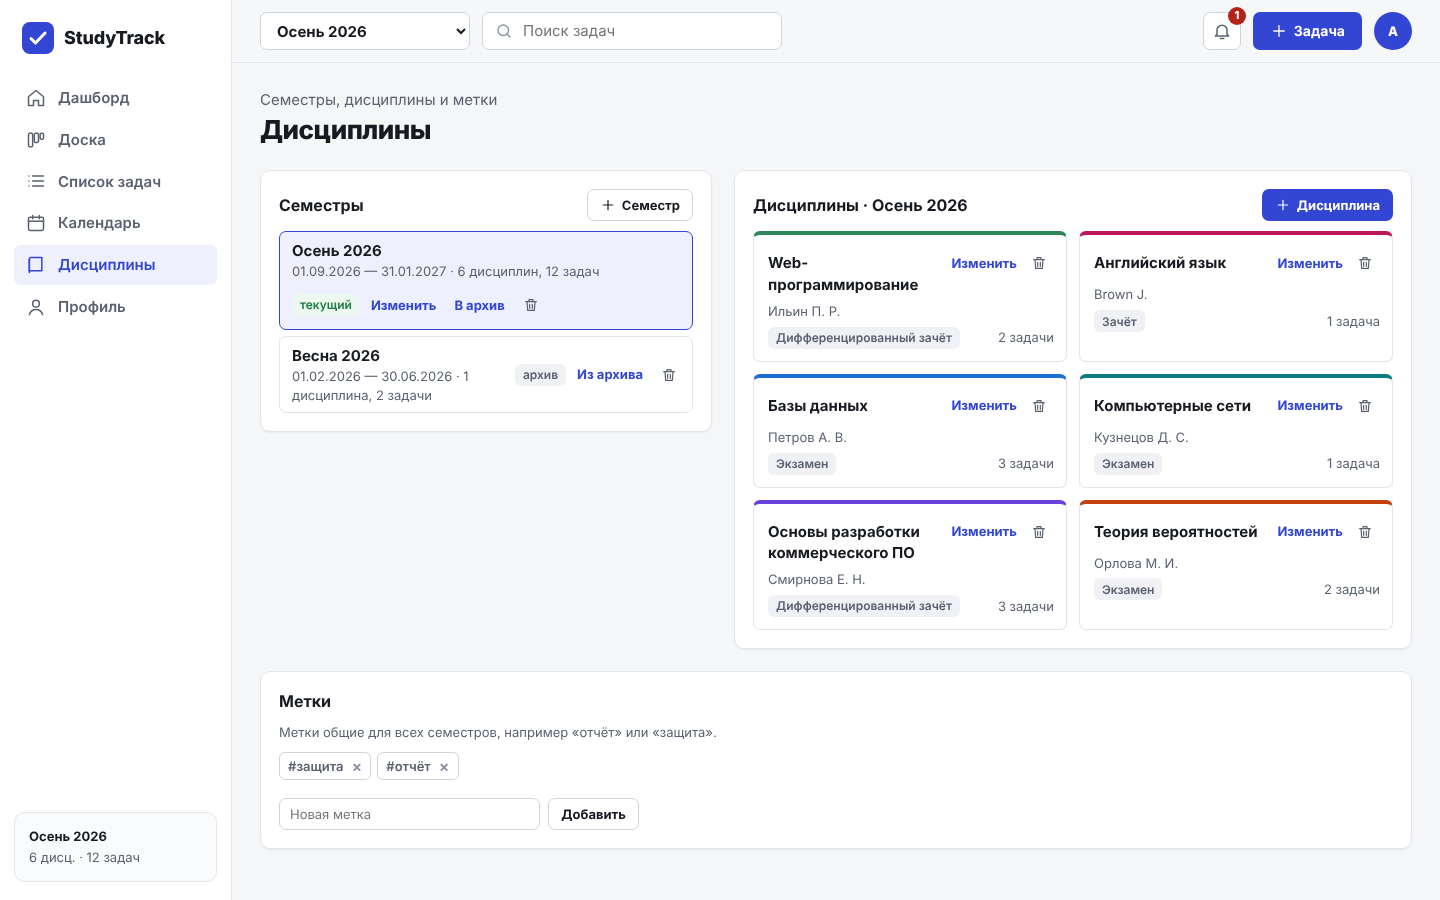 StudyTrack
Дашборд
Доска
Список задач
Календарь
Дисциплины
Профиль
Осень 2026
6 дисц. · 12 задач
Осень 2026
Поиск задач
1
Задача
A
Семестры, дисциплины и метки
Дисциплины
Семестры
Семестр
Осень 2026
01.09.2026 — 31.01.2027 · 6 дисциплин, 12 задач
текущий Изменить В архив
Весна 2026
01.02.2026 — 30.06.2026 · 1
дисциплина, 2 задачи
архив Из архива
Дисциплины · Осень 2026
Дисциплина
Web-
программирование
Изменить
Ильин П. Р.
Дифференцированный зачёт 2 задачи
Английский язык Изменить
Brown J.
Зачёт 1 задача
Базы данных Изменить
Петров А. В.
Экзамен 3 задачи
Компьютерные сети Изменить
Кузнецов Д. С.
Экзамен 1 задача
Основы разработки
коммерческого ПО
Изменить
Смирнова Е. Н.
Дифференцированный зачёт 3 задачи
Теория вероятностей Изменить
Орлова М. И.
Экзамен 2 задачи
Метки
Метки общие для всех семестров, например «отчёт» или «защита».
#защита × #отчёт ×
Новая метка
Добавить